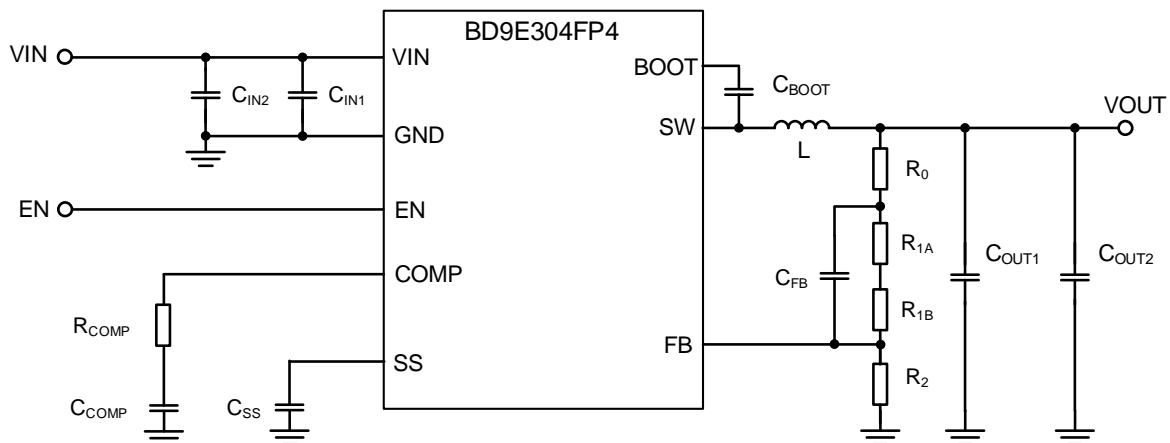 BD9E304FP4
VIN
VIN
BOOT
C_BOOT
C_IN2
C_IN1
VOUT
SW
GND
L
R_0
EN
EN
R_1A
COMP
C_FB
C_OUT1
C_OUT2
R_COMP
R_1B
FB
SS
R_2
C_COMP
C_SS